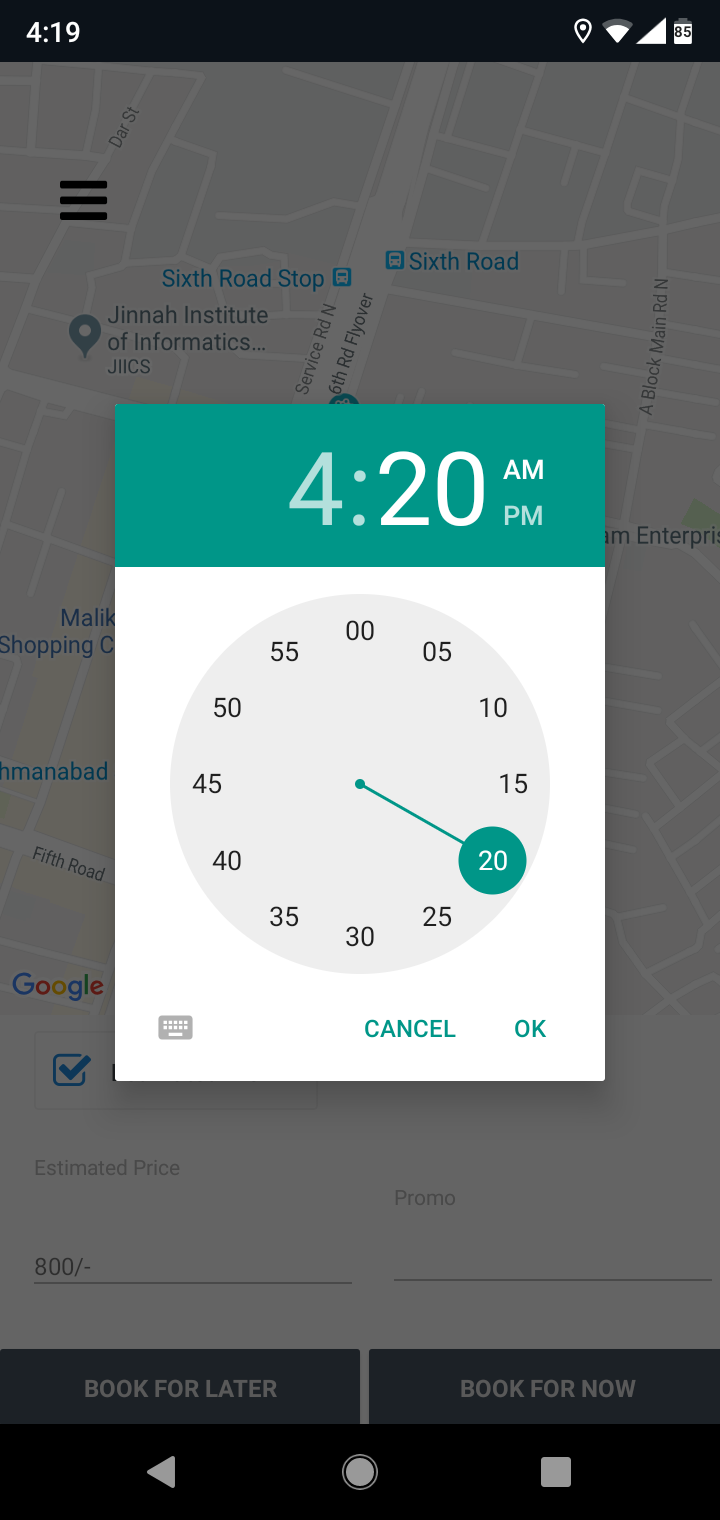 4:19
85
Dar St
Sixth Road
Sixth Road Stop
Jinnah Institute
of Informatics...
JIICS
Service Rd N
6th Rd Flyover
A Block Main Rd N
4:20
AM
PM
Enterpris
Malik
Shopping C
hmanabad
Fifth Road
Google
00
05
10
15
20
25
30
35
40
45
50
55
CANCEL
OK
Estimated Price
Promo
800/-
BOOK FOR LATER
BOOK FOR NOW